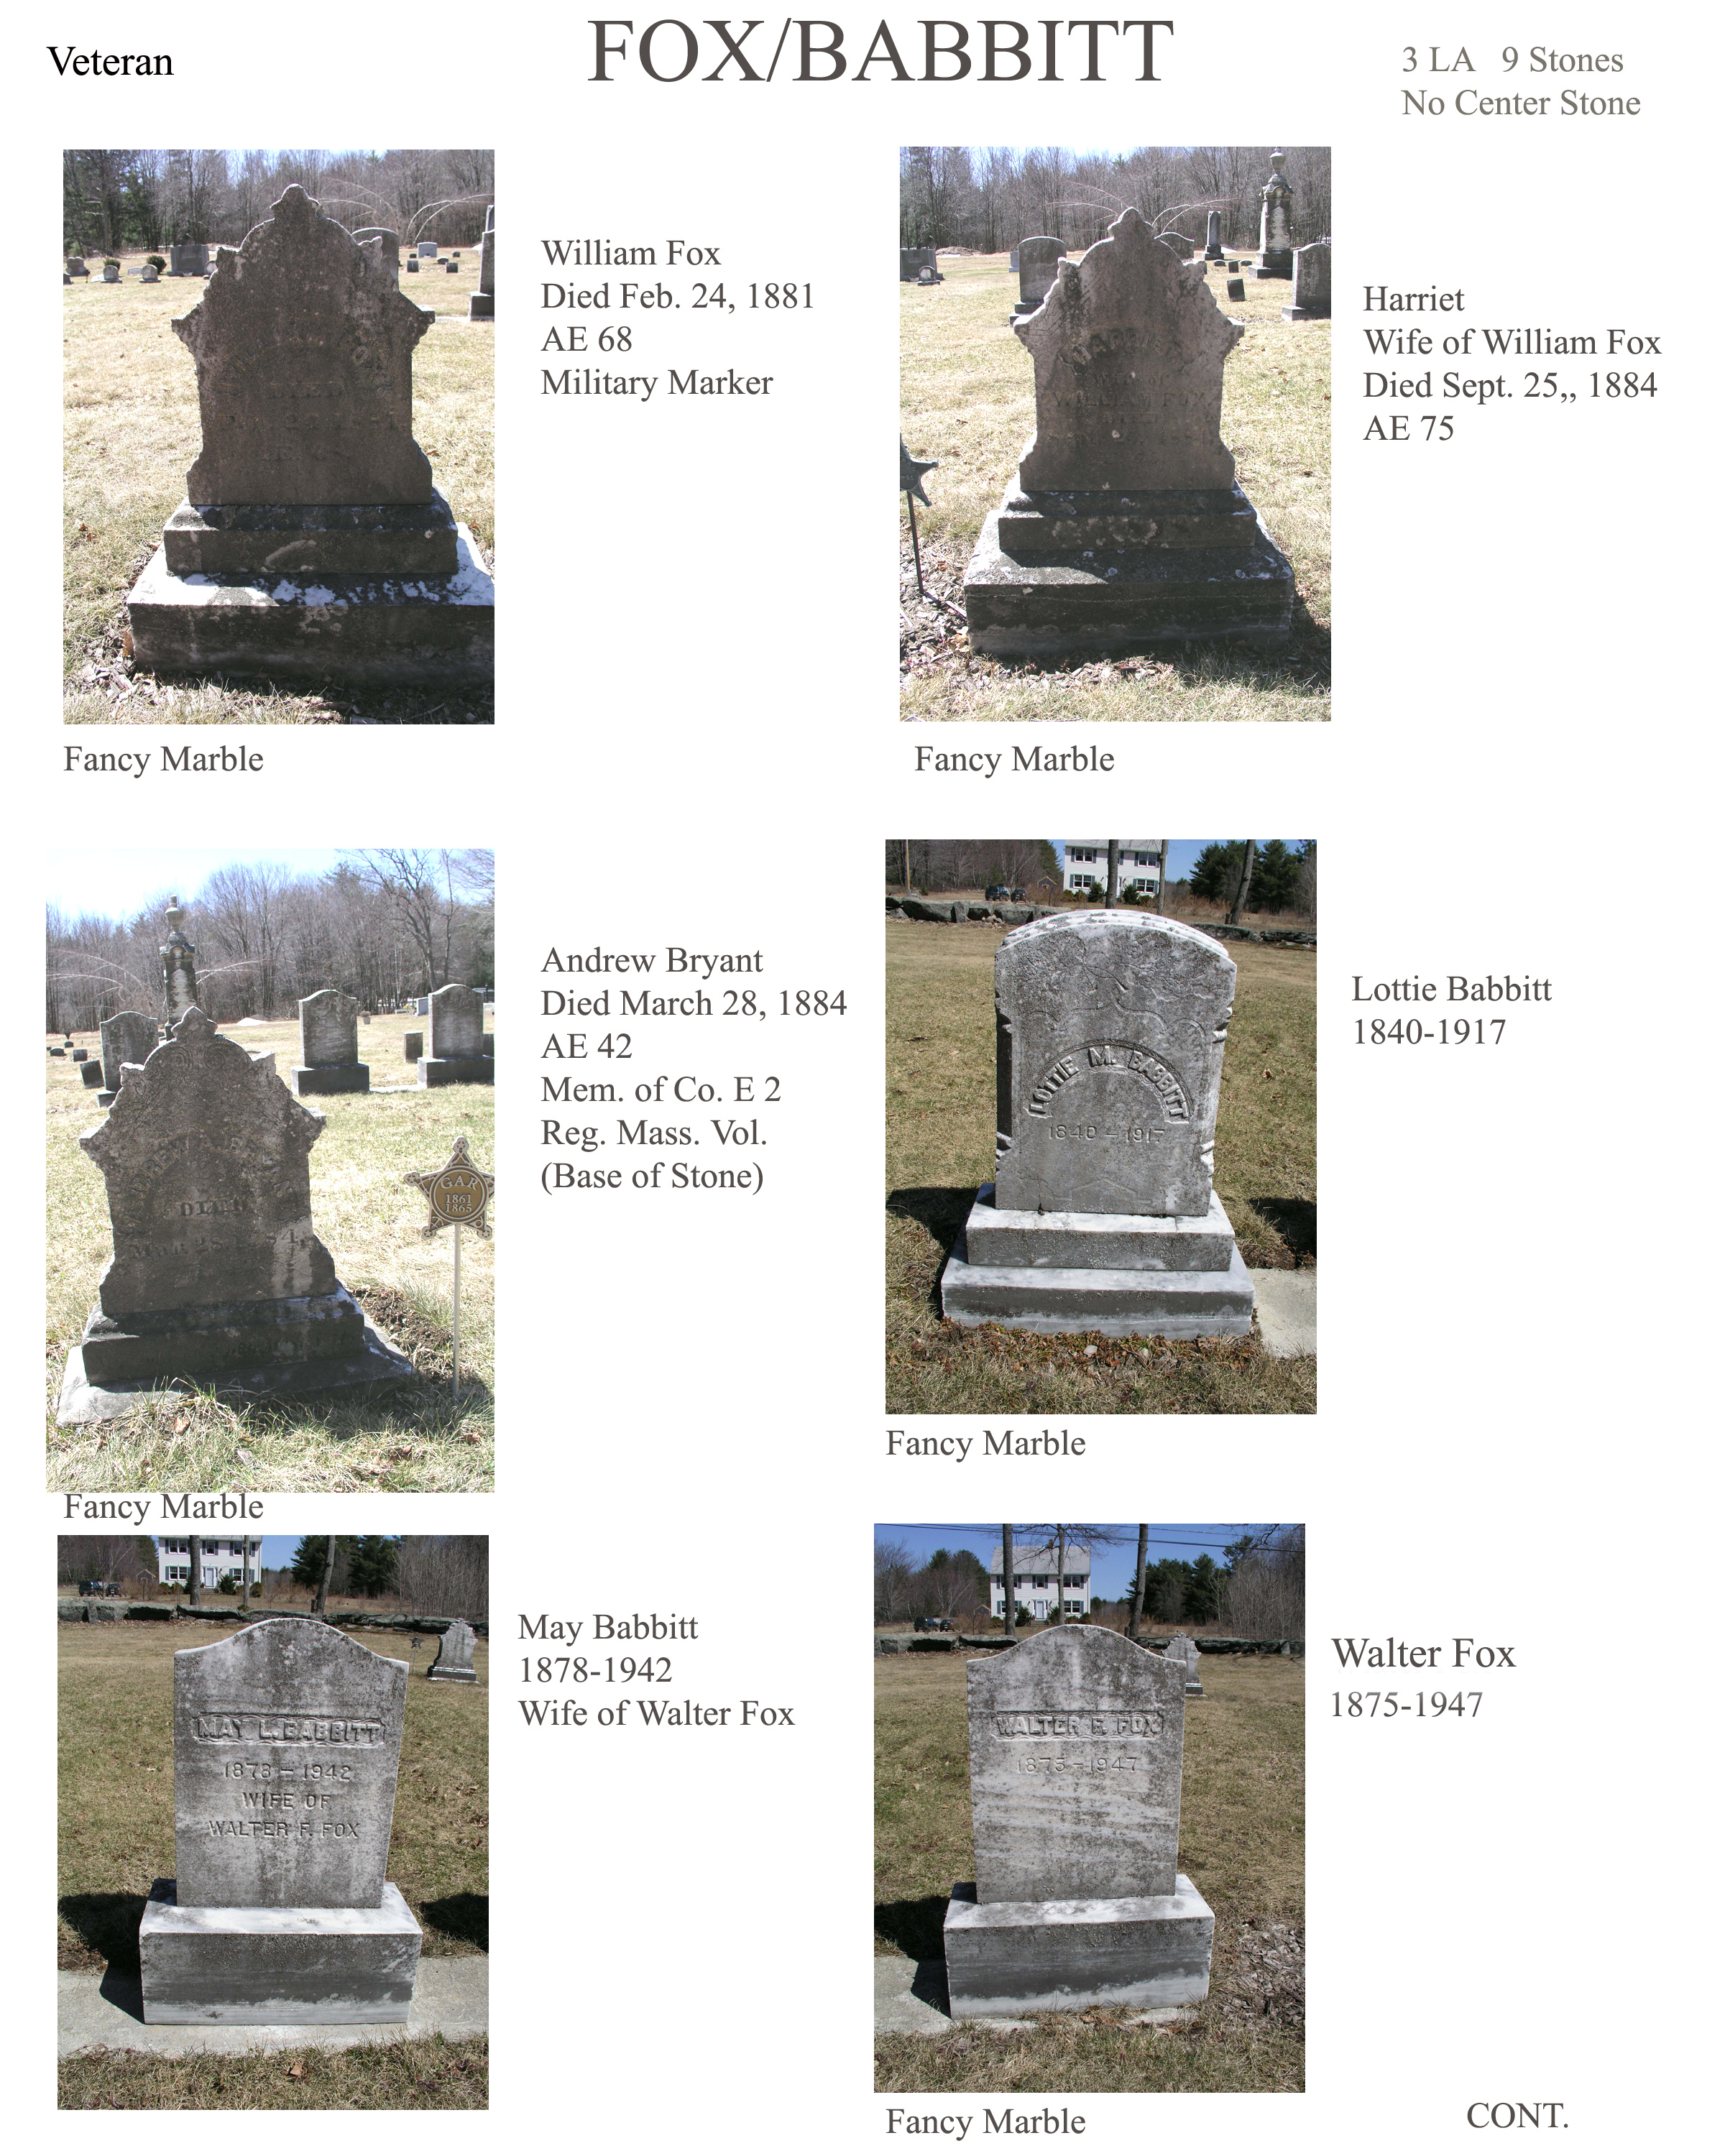 Veteran
FOX/BABBITT
3 LA 9 Stones
No Center Stone
William Fox
Died Feb. 24, 1881
AE 68
Military Marker
Fancy Marble
Harriet
Wife of William Fox
Died Sept. 25,, 1884
AE 75
WILLIAM FOX
Fancy Marble
Andrew Bryant
Died March 28, 1884
AE 42
Mem. of Co. E 2
Reg. Mass. Vol.
(Base of Stone)
DIED
GAR
1861
1865
Fancy Marble
Lottie Babbitt
1840-1917
LOTTIE M. BABBITT
1840-1917
Fancy Marble
May Babbitt
1878-1942
Wife of Walter Fox
MAY L. BABBITT
1878-1942
WIFE OF
WALTER F. FOX
Walter Fox
1875-1947
WALTER F. FOX
1875-1947
Fancy Marble
CONT.